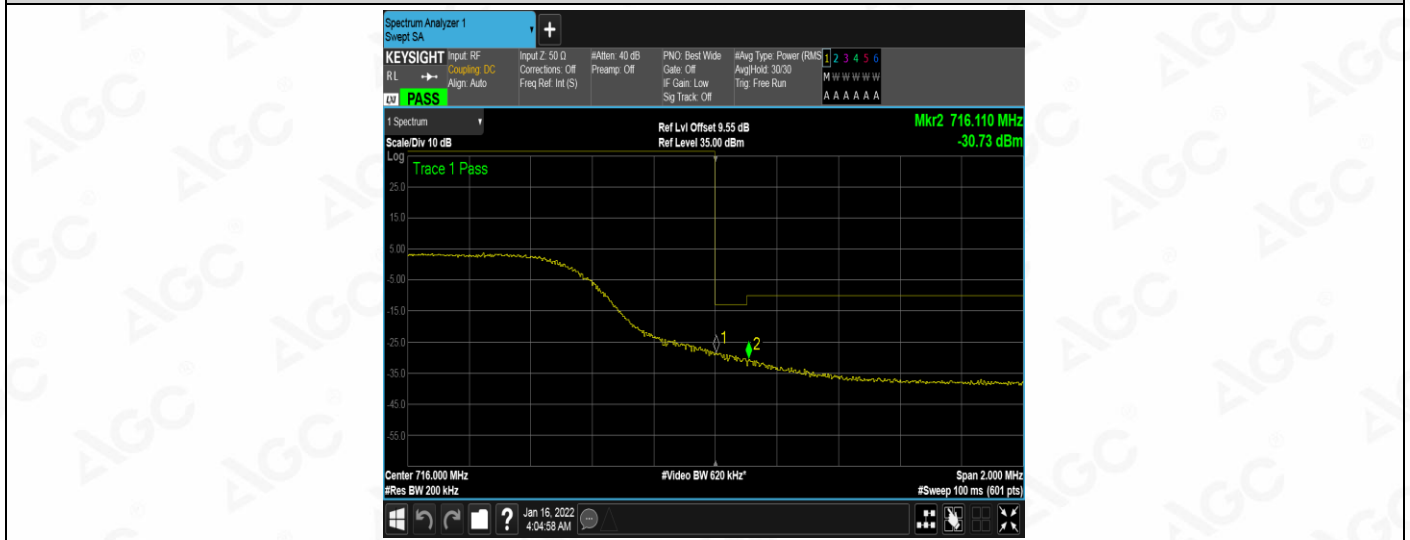 Spectrum Analyzer 1
Swept SA
+
KEYSIGHT Input: RF Input Z: 50 Ω #Atten: 40 dB PNO: Best Wide #Avg Type: Power (RMS 1 2 3 4 5 6
RL Coupling: DC Corrections: Off Preamp: Off Gate: Off Avg|Hold: 30/30 M W W W W W
Align: Auto Freq Ref: Int (S) IF Gain: Low Trig: Free Run
LXI PASS Sig Track: Off A A A A A A
1 Spectrum Ref Lvl Offset 9.55 dB Mkr2 716.110 MHz
Scale/Div 10 dB Ref Level 35.00 dBm -30.73 dBm
Log
Trace 1 Pass
25.0
15.0
5.00
-5.00
-15.0
-25.0
1
2
-35.0
-45.0
-55.0
Center 716.000 MHz #Video BW 620 kHz* Span 2.000 MHz
#Res BW 200 kHz #Sweep 100 ms (601 pts)
? Jan 16, 2022
4:04:58 AM
AGC